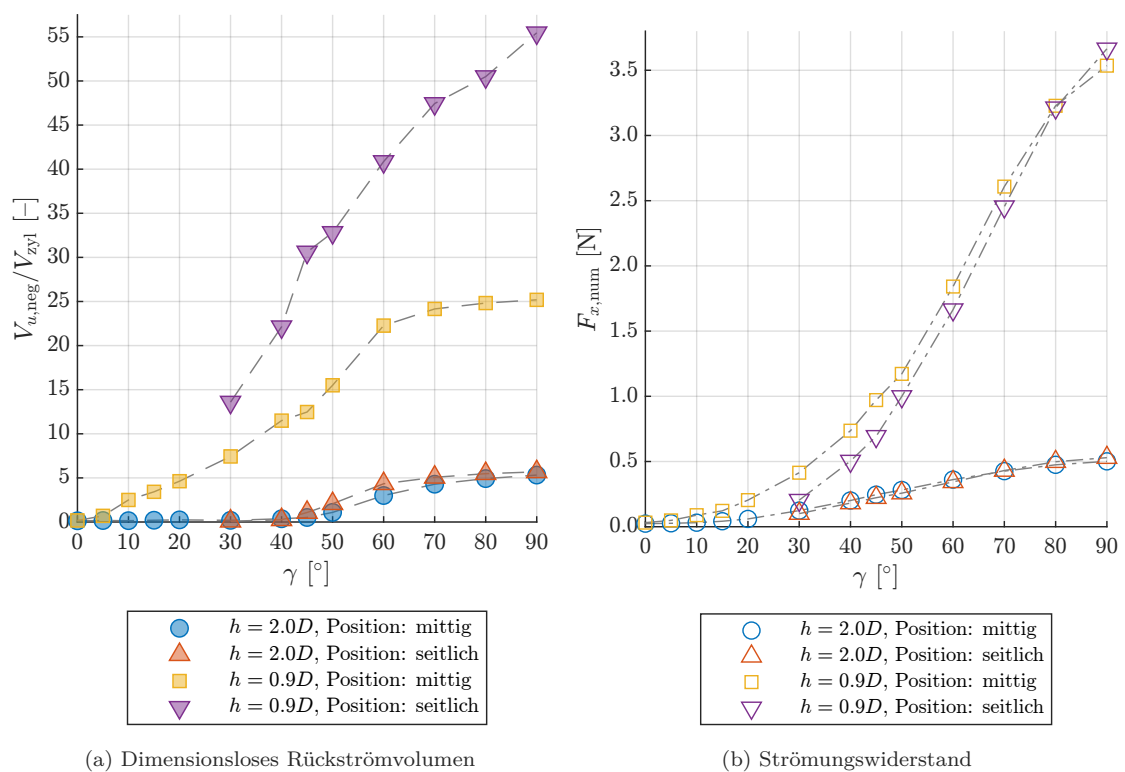 55
50
45
40
35
30
25
20
15
10
5
0
V_{u,neg}/V_{zyl} [−]
0 10 20 30 40 50 60 70 80 90
γ [°]
h = 2.0D, Position: mittig
h = 2.0D, Position: seitlich
h = 0.9D, Position: mittig
h = 0.9D, Position: seitlich
(a) Dimensionsloses Rückströmvolumen
3.5
3.0
2.5
2.0
1.5
1.0
0.5
0.0
F_{x,num} [N]
0 10 20 30 40 50 60 70 80 90
γ [°]
h = 2.0D, Position: mittig
h = 2.0D, Position: seitlich
h = 0.9D, Position: mittig
h = 0.9D, Position: seitlich
(b) Strömungswiderstand